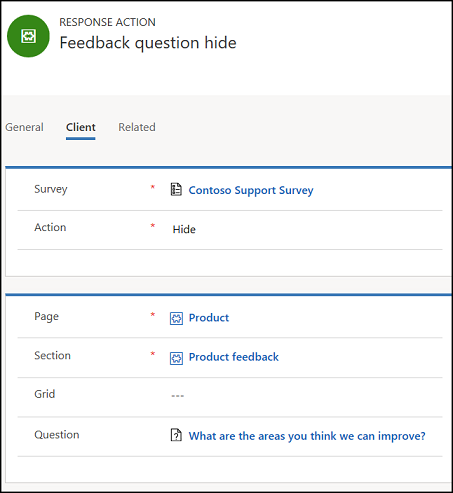 RESPONSE ACTION
Feedback question hide
General Client Related
Survey * Contoso Support Survey
Action * Hide
Page * Product
Section * Product feedback
Grid ---
Question What are the areas you think we can improve?